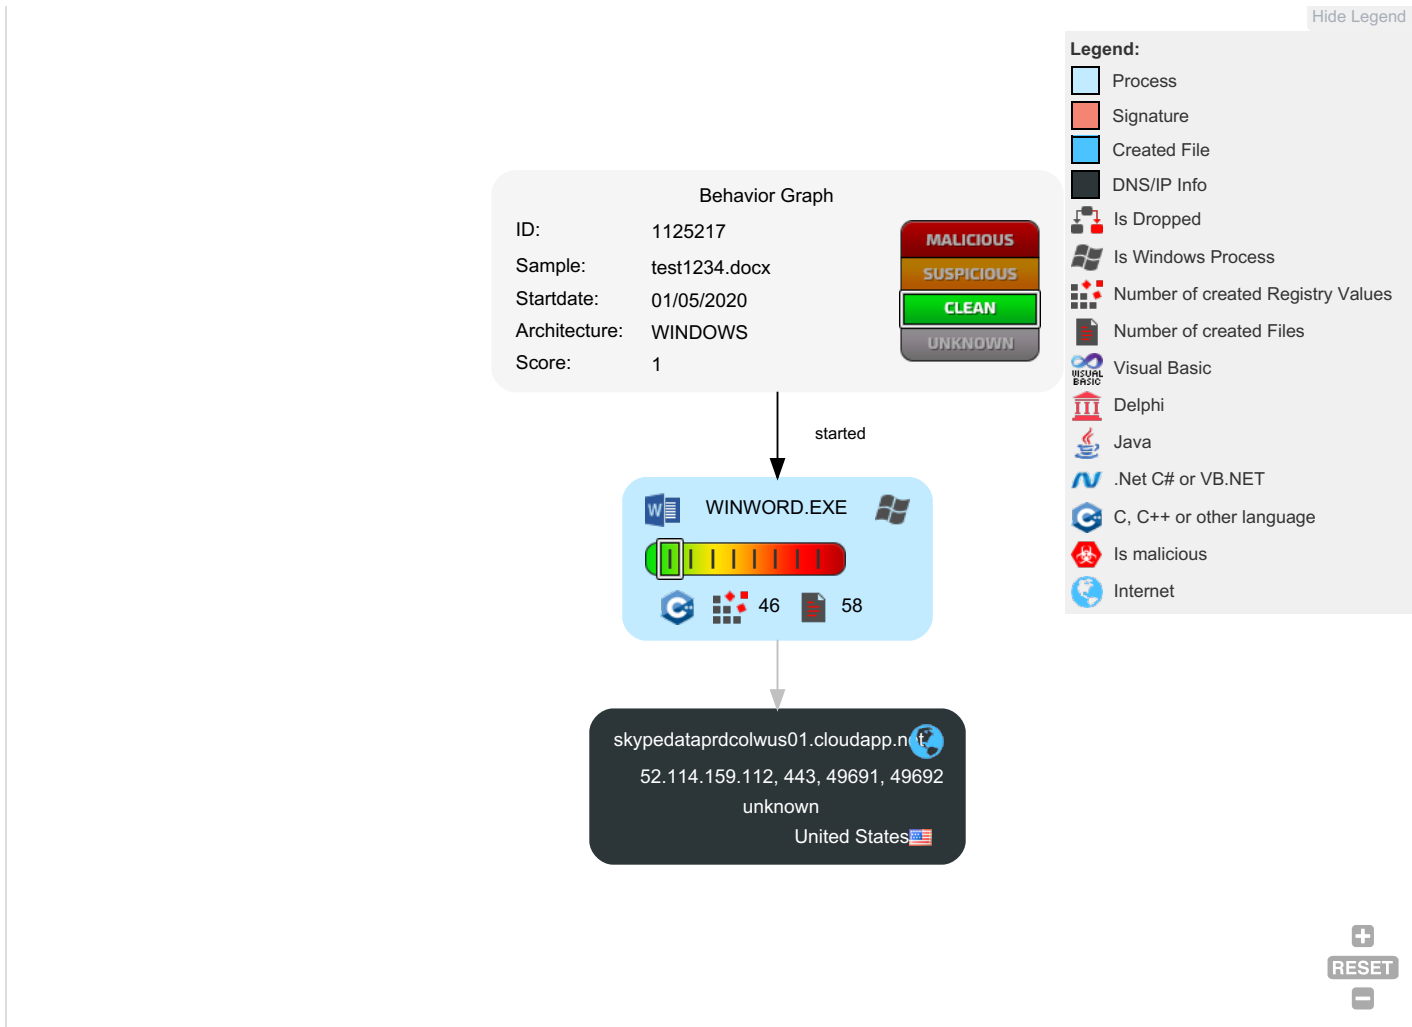 Hide Legend
Legend:
Process
Signature
Created File
DNS/IP Info
Is Dropped
Is Windows Process
Number of created Registry Values
Number of created Files
VISUAL BASIC
Visual Basic
Delphi
Java
.Net C# or VB.NET
C, C++ or other language
Is malicious
Internet
Behavior Graph
ID: 1125217
Sample: test1234.docx
Startdate: 01/05/2020
Architecture: WINDOWS
Score: 1
MALICIOUS
SUSPICIOUS
CLEAN
UNKNOWN
started
W
WINWORD.EXE
C++
46
58
skypedataprdcolwus01.cloudapp.net
52.114.159.112, 443, 49691, 49692
unknown
United States
RESET